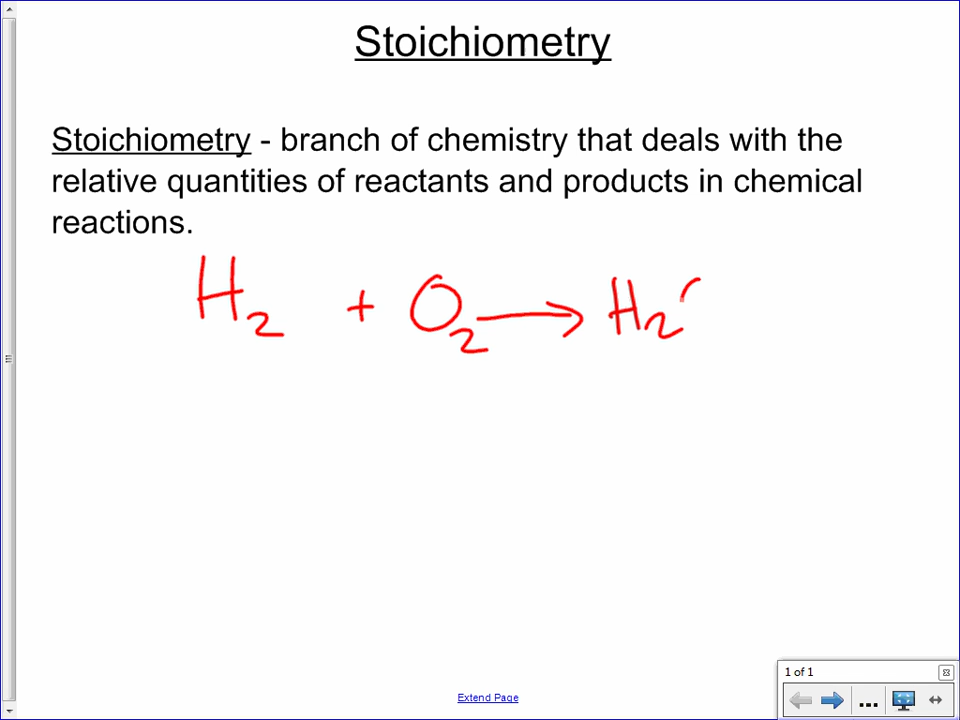 Stoichiometry
Stoichiometry - branch of chemistry that deals with the
relative quantities of reactants and products in chemical
reactions.
H₂ + O₂ → H₂
Extend Page
1 of 1
...